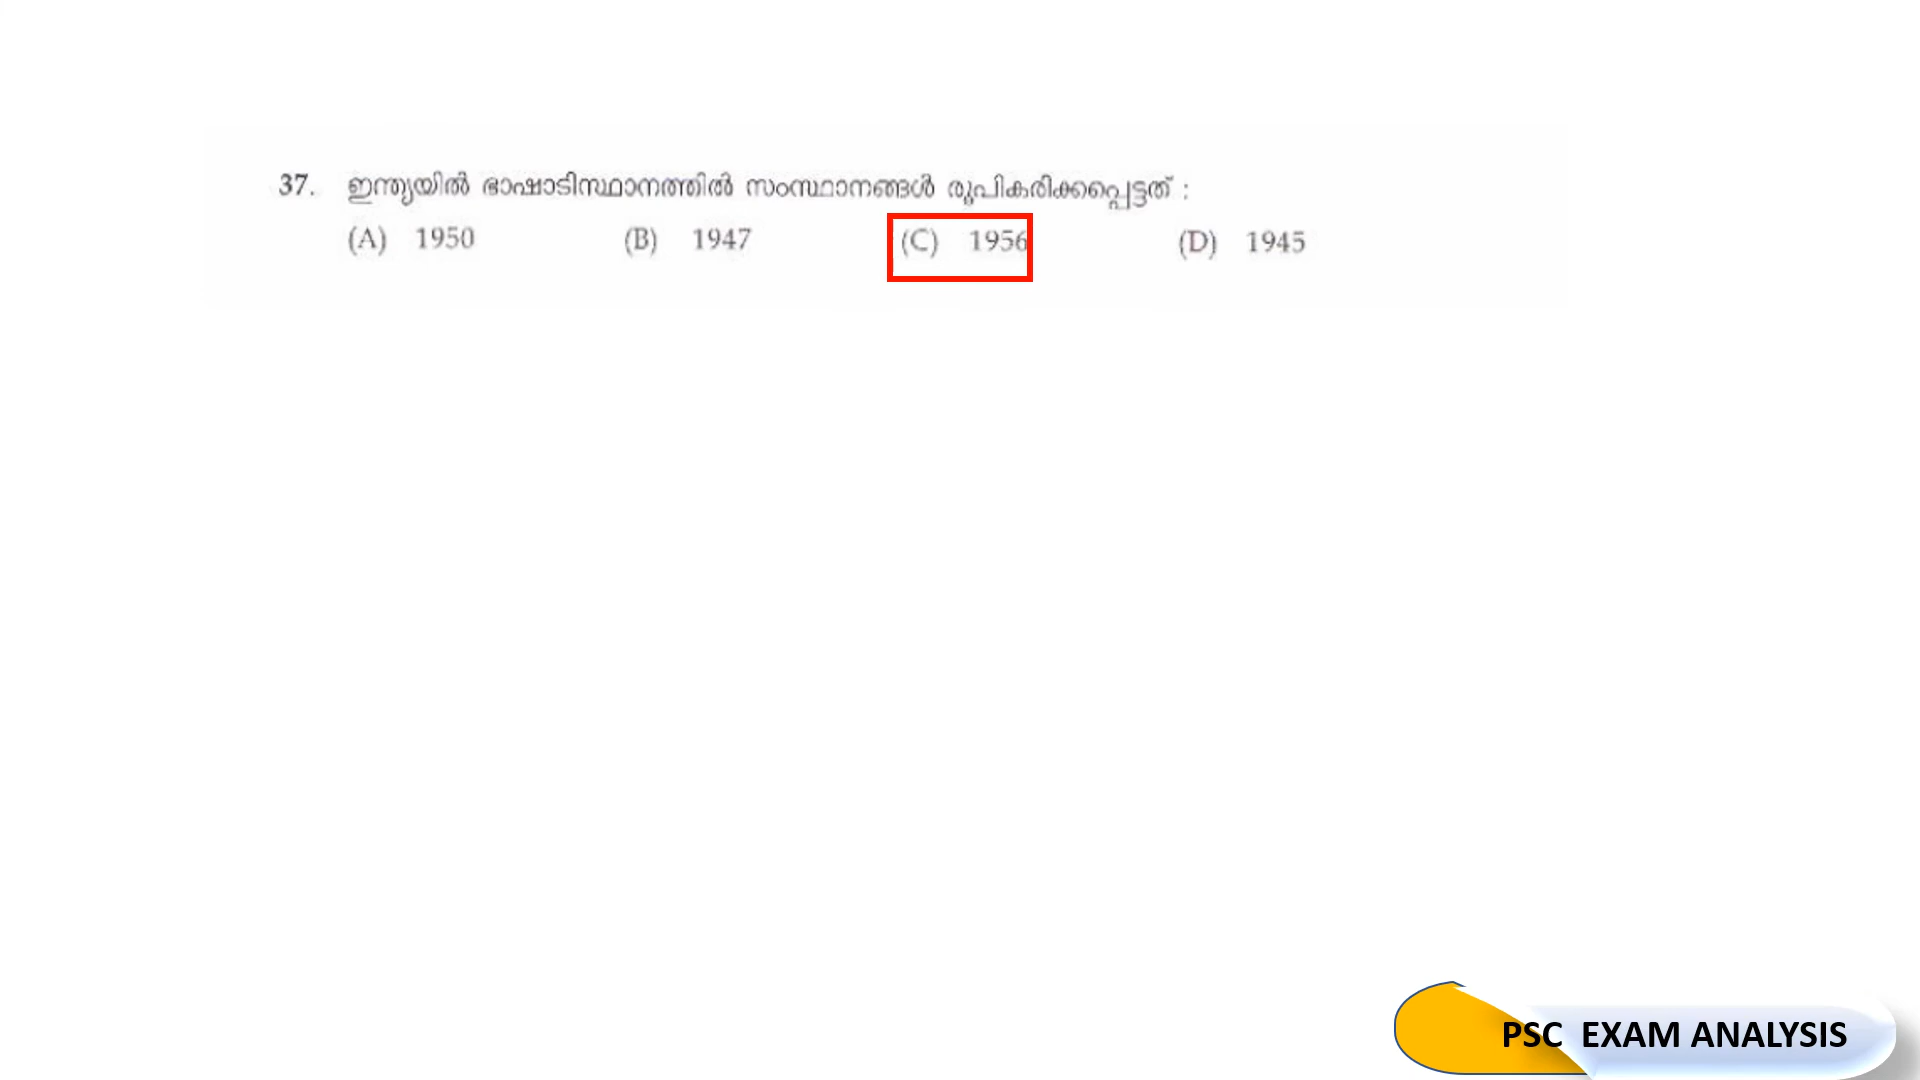 37. ഇന്ത്യയിൽ ഭാഷാടിസ്ഥാനത്തിൽ സംസ്ഥാനങ്ങൾ രൂപികരിക്കപ്പെട്ടത് :
(A) 1950 (B) 1947 (C) 1956 (D) 1945
PSC EXAM ANALYSIS